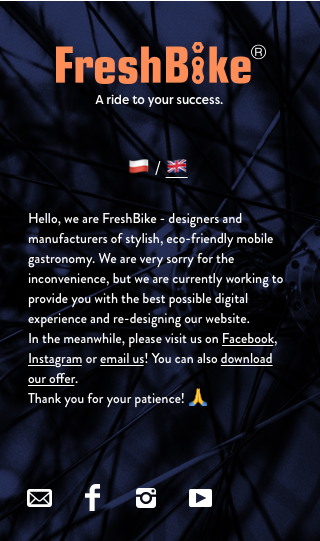 FreshBike®
A ride to your success.
/
Hello, we are FreshBike - designers and
manufacturers of stylish, eco-friendly mobile
gastronomy. We are very sorry for the
inconvenience, but we are currently working to
provide you with the best possible digital
experience and re-designing our website.
In the meanwhile, please visit us on Facebook,
Instagram or email us! You can also download
our offer.
Thank you for your patience! 🙏